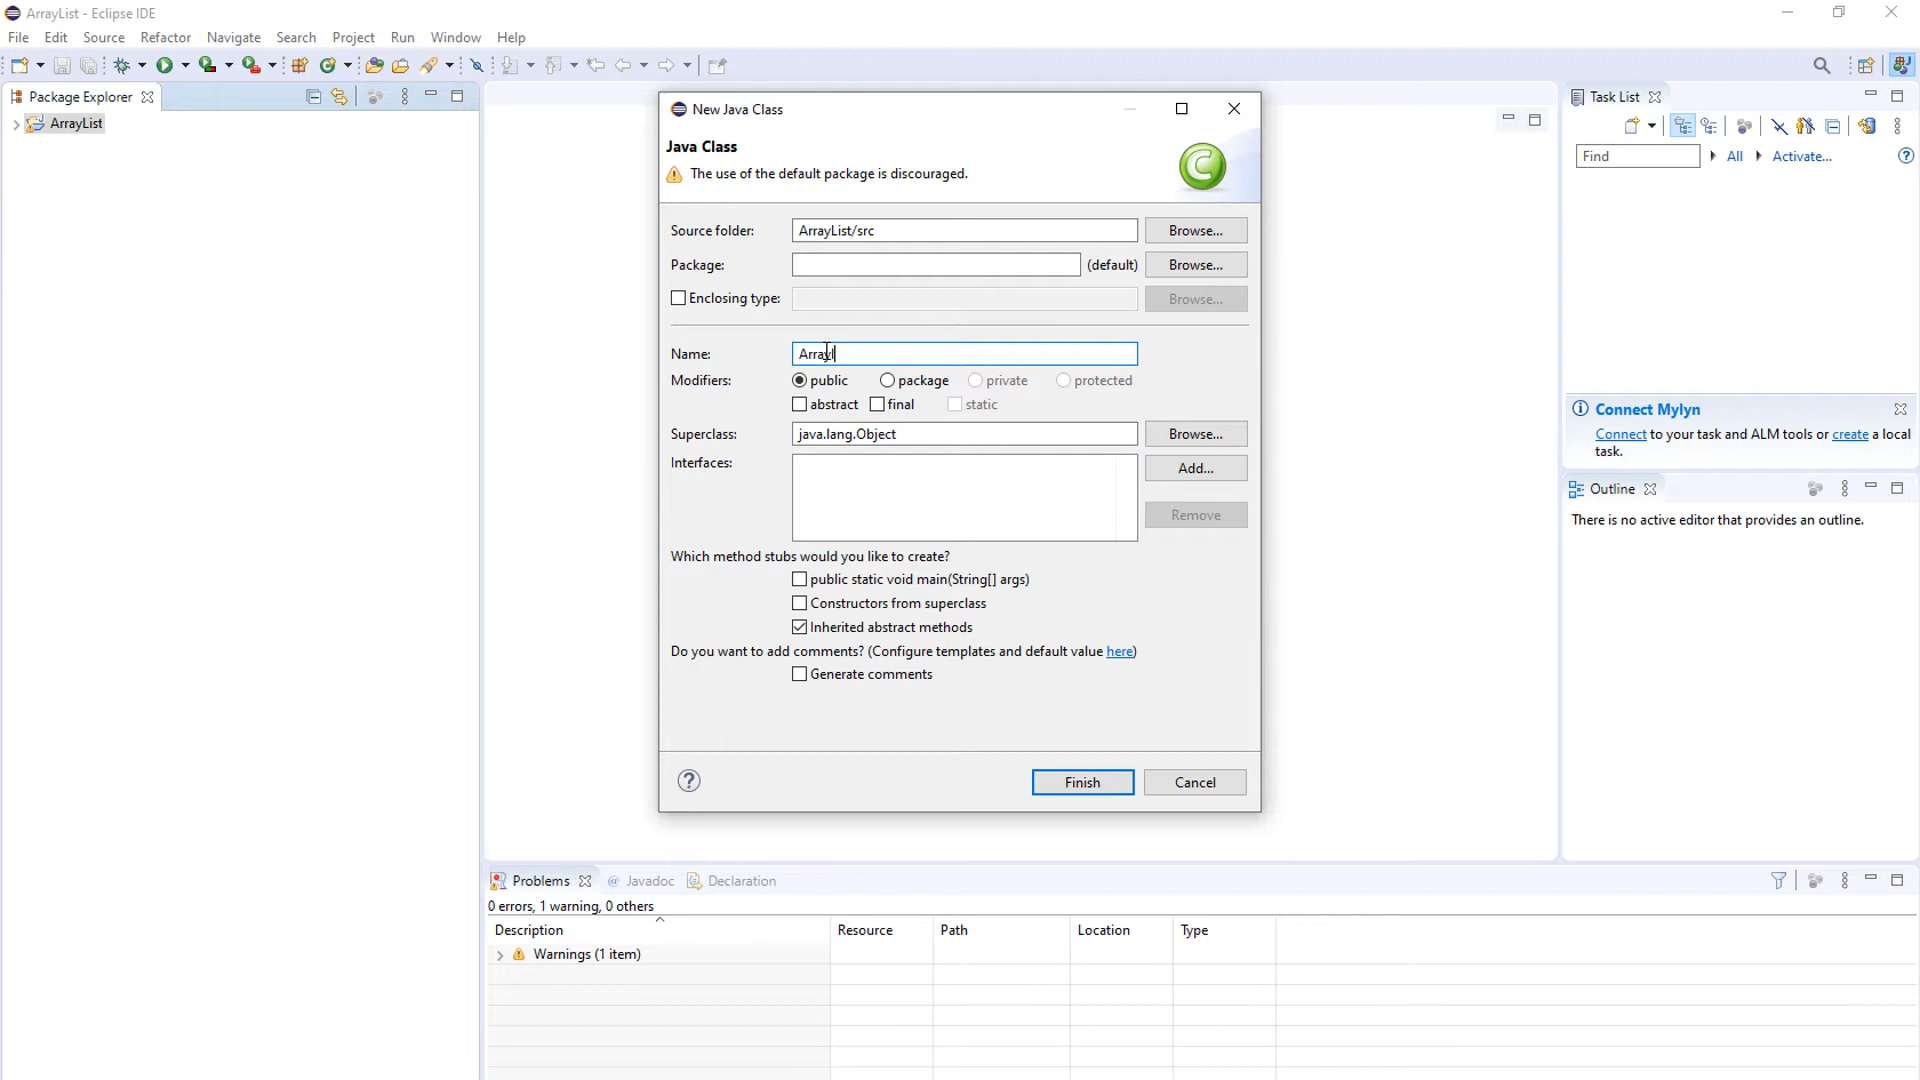 ArrayList - Eclipse IDE
File Edit Source Refactor Navigate Search Project Run Window Help
Package Explorer
ArrayList
New Java Class
Java Class
The use of the default package is discouraged.
Source folder: ArrayList/src Browse...
Package: (default) Browse...
Enclosing type: Browse...
Name: Arrayl
Modifiers: public package private protected
abstract final static
Superclass: java.lang.Object Browse...
Interfaces: Add...
Remove
Which method stubs would you like to create?
public static void main(String[] args)
Constructors from superclass
Inherited abstract methods
Do you want to add comments? (Configure templates and default value here)
Generate comments
Finish Cancel
Task List
Find All Activate...
Connect Mylyn
Connect to your task and ALM tools or create a local
task.
Outline
There is no active editor that provides an outline.
Problems @ Javadoc Declaration
0 errors, 1 warning, 0 others
Description Resource Path Location Type
Warnings (1 item)